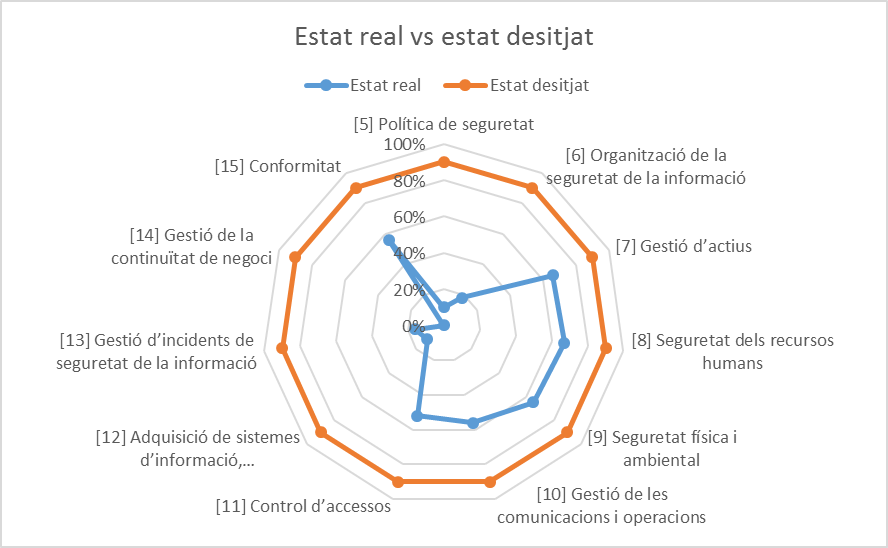 Estat real vs estat desitjat
Estat real
Estat desitjat
[5] Política de seguretat
[6] Organització de la
seguretat de la informació
[7] Gestió d’actius
[8] Seguretat dels recursos
humans
[9] Seguretat física i
ambiental
[10] Gestió de les
comunicacions i operacions
[11] Control d’accessos
[12] Adquisició de sistemes
d’informació,...
[13] Gestió d’incidents de
seguretat de la informació
[14] Gestió de la
continuïtat de negoci
[15] Conformitat
100%
80%
60%
40%
20%
0%